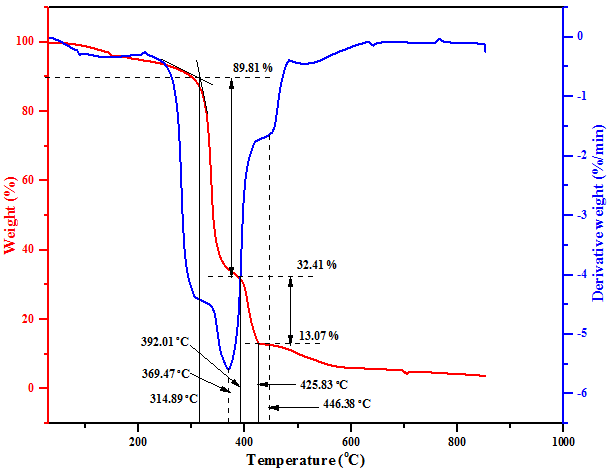 89.81 %
32.41 %
13.07 %
392.01 °C
369.47 °C
314.89 °C
425.83 °C
446.38 °C
100
80
60
40
20
0
Weight (%)
0
-1
-2
-3
-4
-5
-6
Derivative weight (%/min)
200
400
600
800
1000
Temperature (°C)